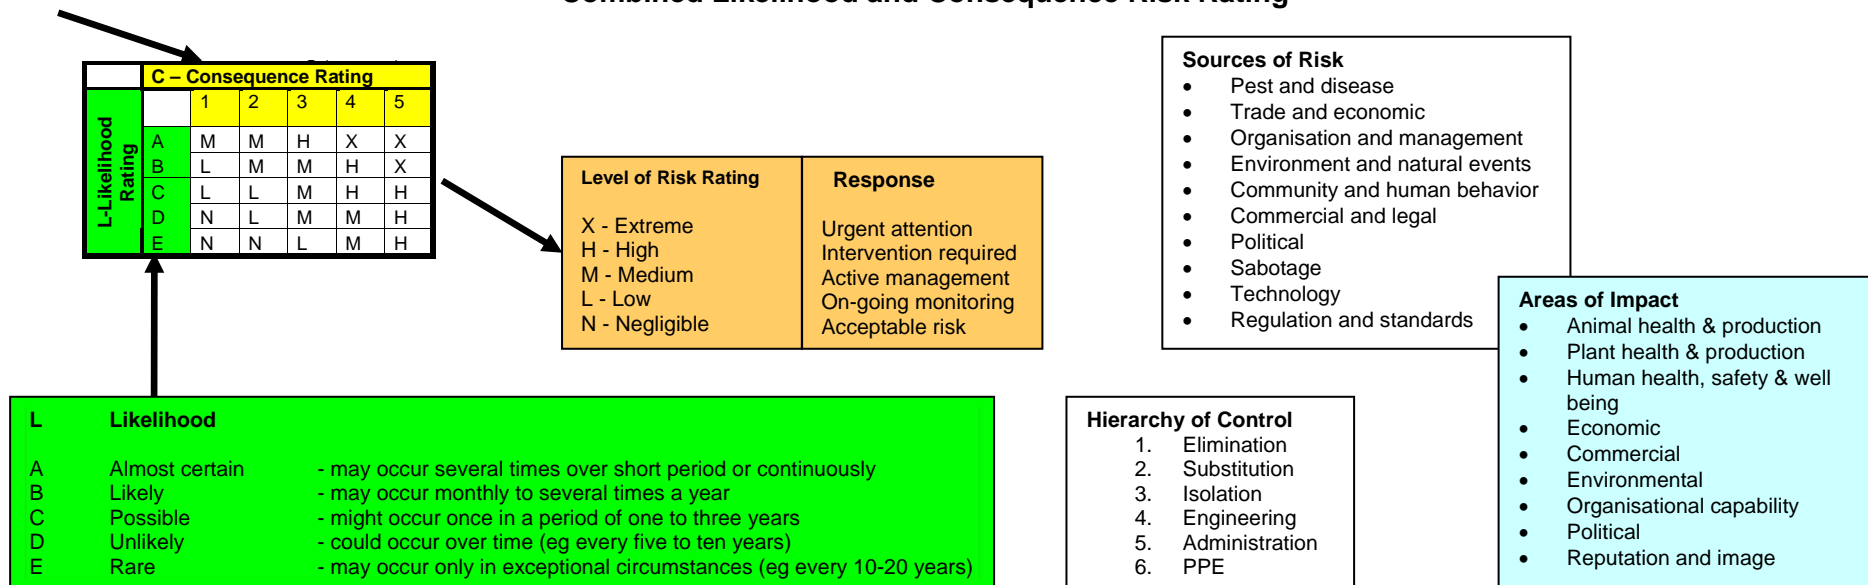 Combined Likelihood and Consequence Risk Rating
C – Consequence Rating
L-Likelihood
Rating
1 2 3 4 5
A M M H X X
B L M M H X
C L L M H H
D N L M M H
E N N L M H
Level of Risk Rating Response
X - Extreme Urgent attention
H - High Intervention required
M - Medium Active management
L - Low On-going monitoring
N - Negligible Acceptable risk
Sources of Risk
• Pest and disease
• Trade and economic
• Organisation and management
• Environment and natural events
• Community and human behavior
• Commercial and legal
• Political
• Sabotage
• Technology
• Regulation and standards
Areas of Impact
• Animal health & production
• Plant health & production
• Human health, safety & well
being
• Economic
• Commercial
• Environmental
• Organisational capability
• Political
• Reputation and image
L Likelihood
A Almost certain - may occur several times over short period or continuously
B Likely - may occur monthly to several times a year
C Possible - might occur once in a period of one to three years
D Unlikely - could occur over time (eg every five to ten years)
E Rare - may occur only in exceptional circumstances (eg every 10-20 years)
Hierarchy of Control
1. Elimination
2. Substitution
3. Isolation
4. Engineering
5. Administration
6. PPE